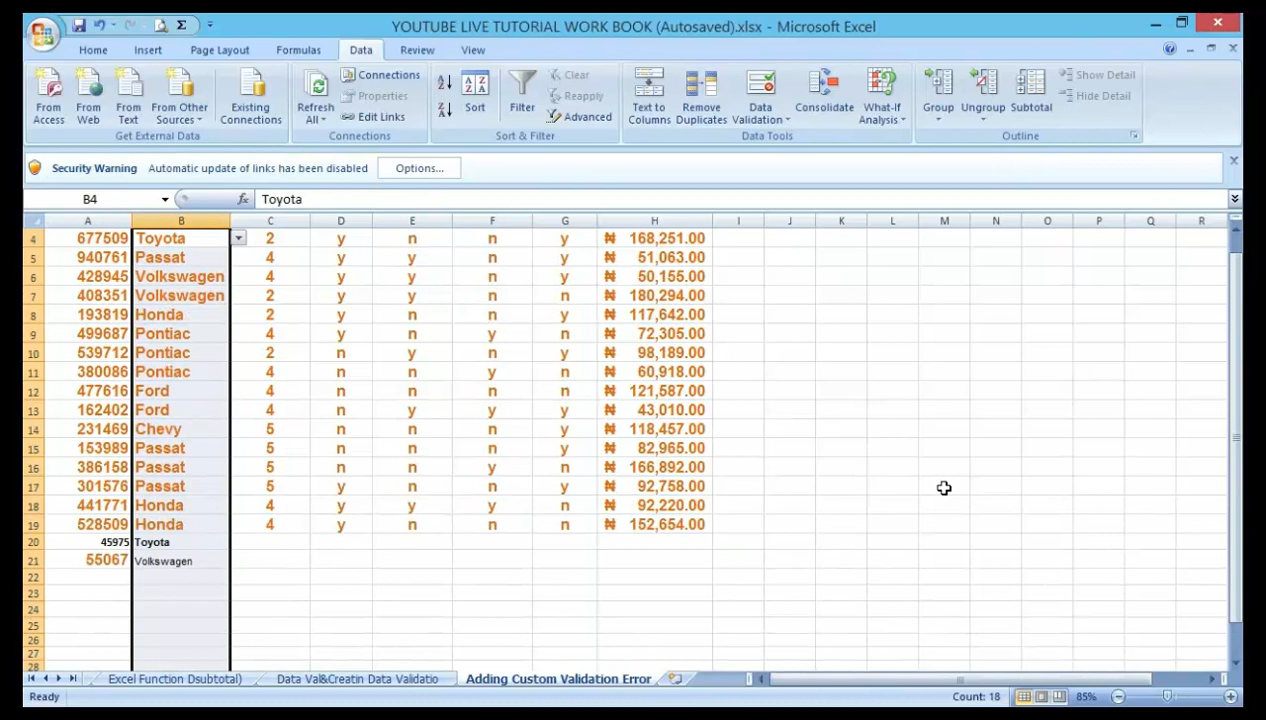 YOUTUBE LIVE TUTORIAL WORK BOOK (Autosaved).xlsx - Microsoft Excel
Home Insert Page Layout Formulas Data Review View
From Access From Web From Text From Other Sources Existing Connections
Get External Data
Refresh All Connections Properties Edit Links
Connections
Sort Filter Clear Reapply Advanced
Sort & Filter
Text to Columns Remove Duplicates Data Validation Consolidate What-If Analysis
Data Tools
Group Ungroup Subtotal Show Detail Hide Detail
Outline
Security Warning Automatic update of links has been disabled Options...
B4 fx Toyota
A B C D E F G H I J K L M N O P Q R
4 677509 Toyota 2 y n n y ₦ 168,251.00
5 940761 Passat 4 y y n y ₦ 51,063.00
6 428945 Volkswagen 4 y y n y ₦ 50,155.00
7 408351 Volkswagen 2 y y n n ₦ 180,294.00
8 193819 Honda 2 y n n y ₦ 117,642.00
9 499687 Pontiac 4 y n y n ₦ 72,305.00
10 539712 Pontiac 2 n y n y ₦ 98,189.00
11 380086 Pontiac 4 n n y n ₦ 60,918.00
12 477616 Ford 4 n n n y ₦ 121,587.00
13 162402 Ford 4 n y y y ₦ 43,010.00
14 231469 Chevy 5 n n n y ₦ 118,457.00
15 153989 Passat 5 n n n y ₦ 82,965.00
16 386158 Passat 5 n n y n ₦ 166,892.00
17 301576 Passat 5 y n n y ₦ 92,758.00
18 441771 Honda 4 y y y n ₦ 92,220.00
19 528509 Honda 4 y n n n ₦ 152,654.00
20 45975 Toyota
21 55067 Volkswagen
22
23
24
25
26
27
28
Excel Function Dsubtotal) Data Val&Creatin Data Validatio Adding Custom Validation Error
Ready Count: 18 85%